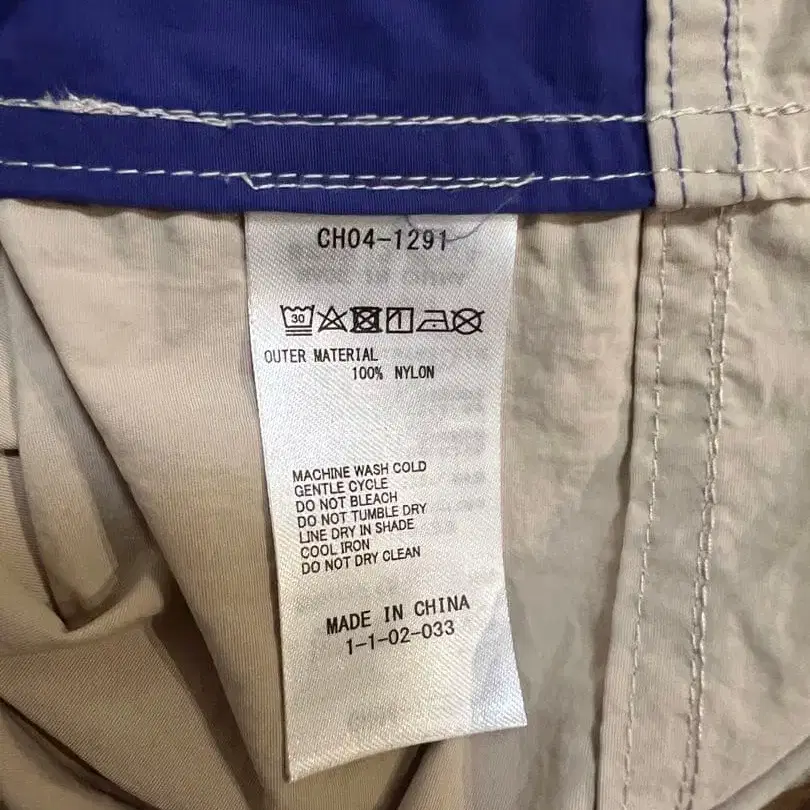 CH04-1291
30
OUTER MATERIAL
100% NYLON
MACHINE WASH COLD
GENTLE CYCLE
DO NOT BLEACH
DO NOT TUMBLE DRY
LINE DRY IN SHADE
COOL IRON
DO NOT DRY CLEAN
MADE IN CHINA
1-1-02-033